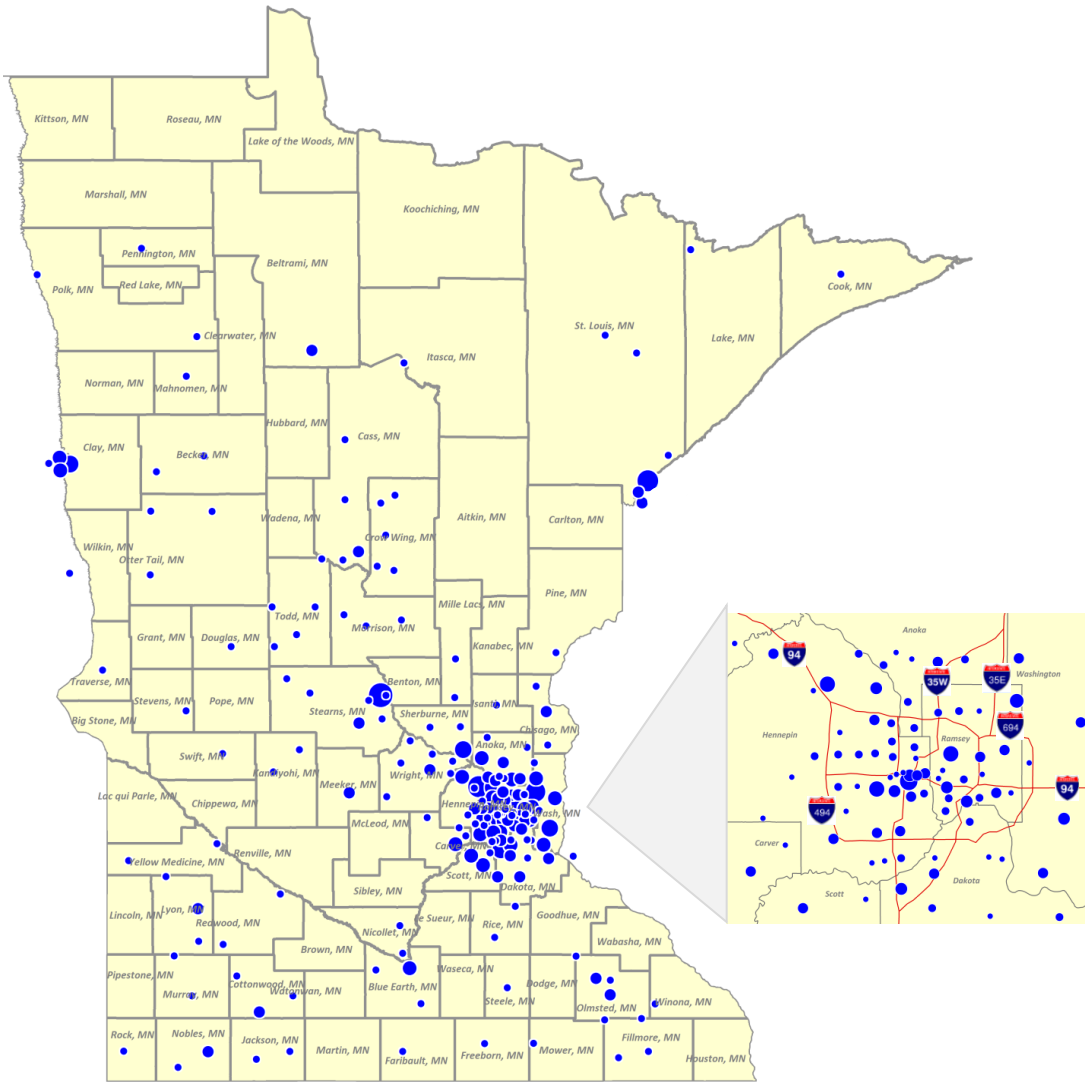 Kittson, MN
Roseau, MN
Lake of the Woods, MN
Marshall, MN
Koochiching, MN
Pennington, MN
Beltrami, MN
Red Lake, MN
Polk, MN
Cook, MN
Clearwater, MN
St. Louis, MN
Lake, MN
Itasca, MN
Norman, MN
Mahnomen, MN
Hubbard, MN
Cass, MN
Clay, MN
Becker, MN
Wadena, MN
Aitkin, MN
Carlton, MN
Crow Wing, MN
Wilkin, MN
Otter Tail, MN
Pine, MN
Mille Lacs, MN
Todd, MN
Morrison, MN
Grant, MN
Douglas, MN
Kanabec, MN
Traverse, MN
Benton, MN
Stevens, MN
Pope, MN
Stearns, MN
Isanti, MN
Sherburne, MN
Big Stone, MN
Chisago, MN
Anoka, MN
Swift, MN
Kandiyohi, MN
Wright, MN
Meeker, MN
Lac qui Parle, MN
Chippewa, MN
Hennepin, MN
Wash, MN
McLeod, MN
Carver, MN
Renville, MN
Yellow Medicine, MN
Scott, MN
Dakota, MN
Sibley, MN
Lincoln, MN
Lyon, MN
Redwood, MN
Le Sueur, MN
Rice, MN
Goodhue, MN
Nicollet, MN
Brown, MN
Wabasha, MN
Pipestone, MN
Cottonwood, MN
Watonwan, MN
Murray, MN
Blue Earth, MN
Waseca, MN
Steele, MN
Dodge, MN
Olmsted, MN
Winona, MN
Rock, MN
Nobles, MN
Jackson, MN
Martin, MN
Faribault, MN
Freeborn, MN
Mower, MN
Fillmore, MN
Houston, MN
Anoka
94
35W
35E
Washington
694
Hennepin
Ramsey
94
494
Carver
Scott
Dakota